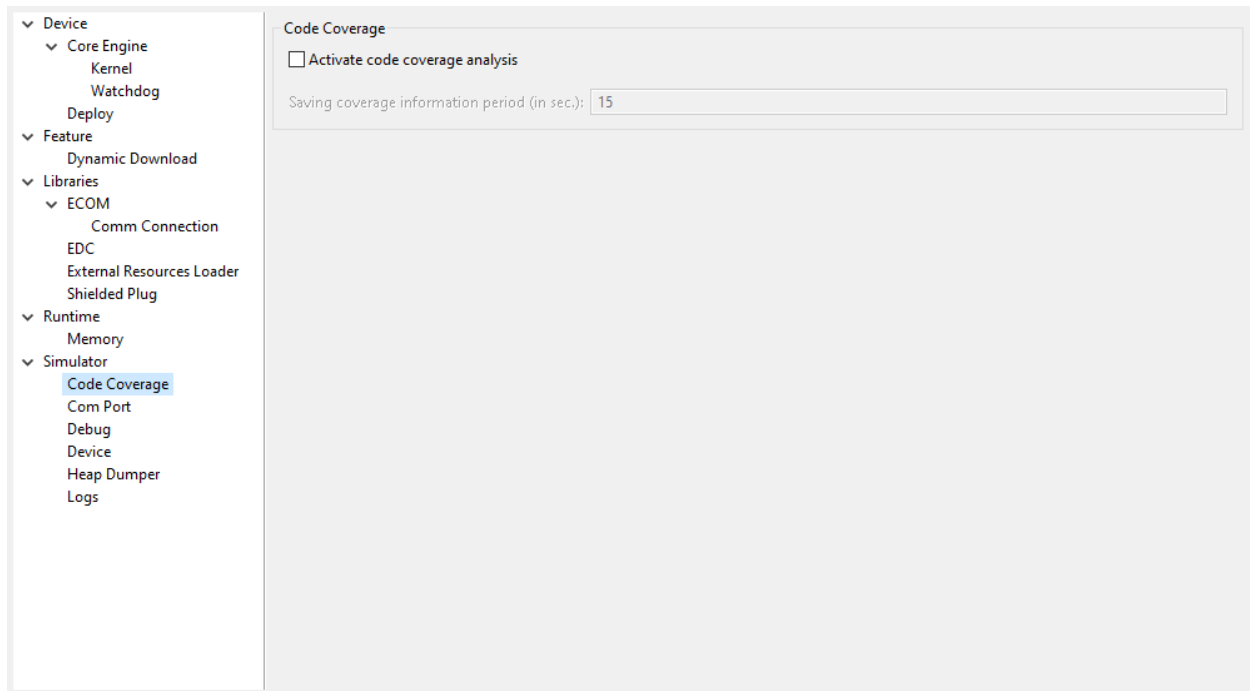 Device
Core Engine
Kernel
Watchdog
Deploy
Feature
Dynamic Download
Libraries
ECOM
Comm Connection
EDC
External Resources Loader
Shielded Plug
Runtime
Memory
Simulator
Code Coverage
Com Port
Debug
Device
Heap Dumper
Logs
Code Coverage
Activate code coverage analysis
Saving coverage information period (in sec.): 15